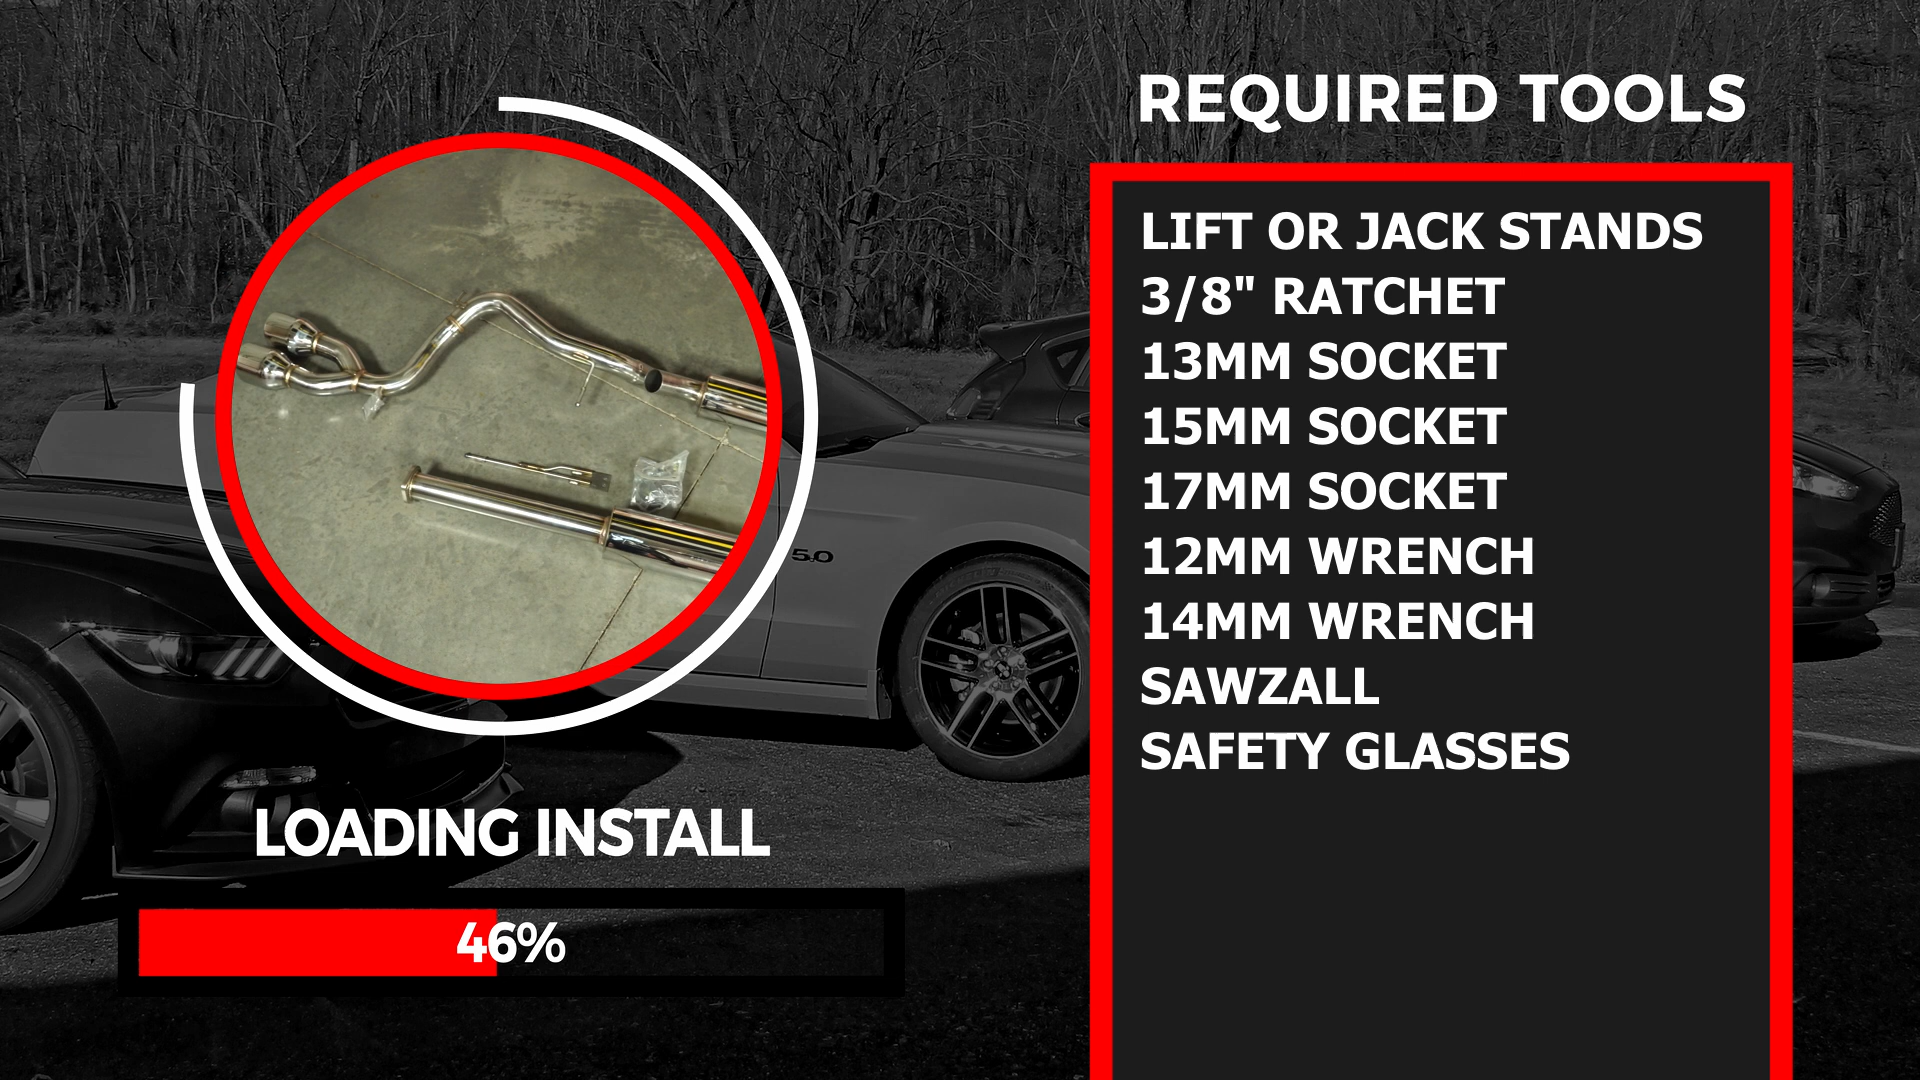 REQUIRED TOOLS
LIFT OR JACK STANDS
3/8" RATCHET
13MM SOCKET
15MM SOCKET
17MM SOCKET
12MM WRENCH
14MM WRENCH
SAWZALL
SAFETY GLASSES
5.0
LOADING INSTALL
46%